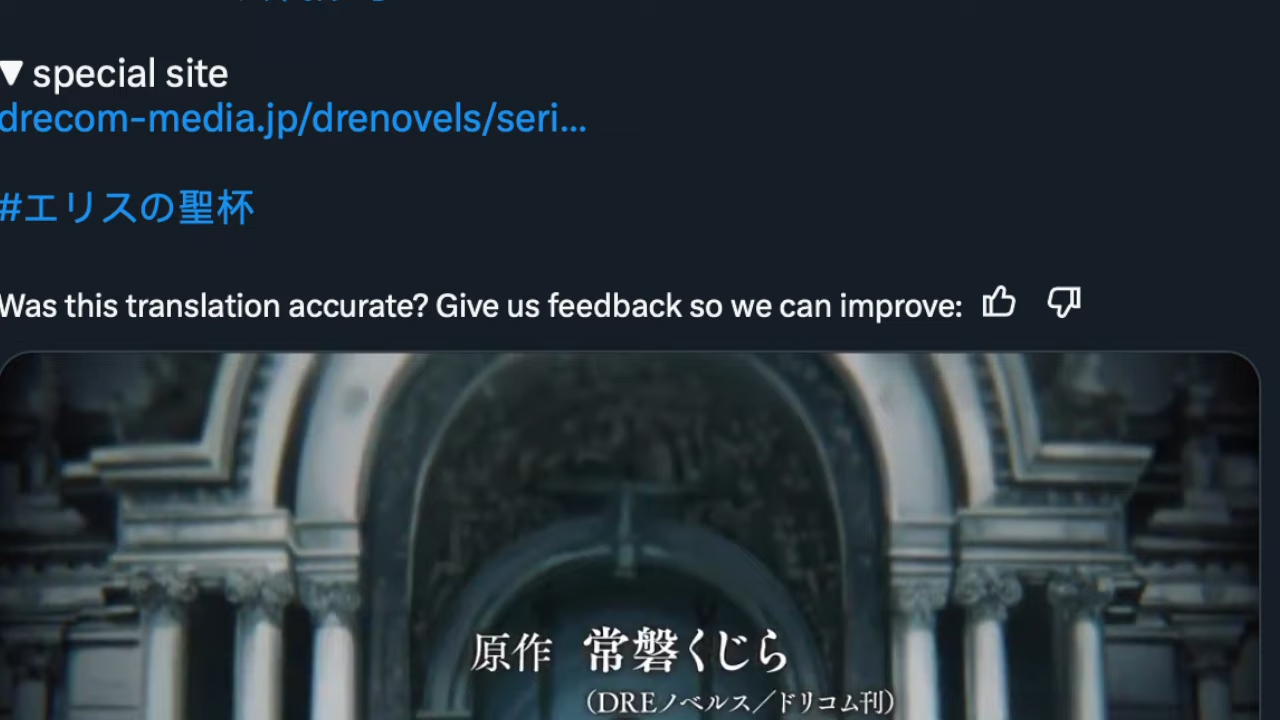 ▼ special site
drecom-media.jp/drenovels/seri…
#エリスの聖杯
Was this translation accurate? Give us feedback so we can improve:
原作 常磐くじら
（DREノベルス／ドリコム刊）